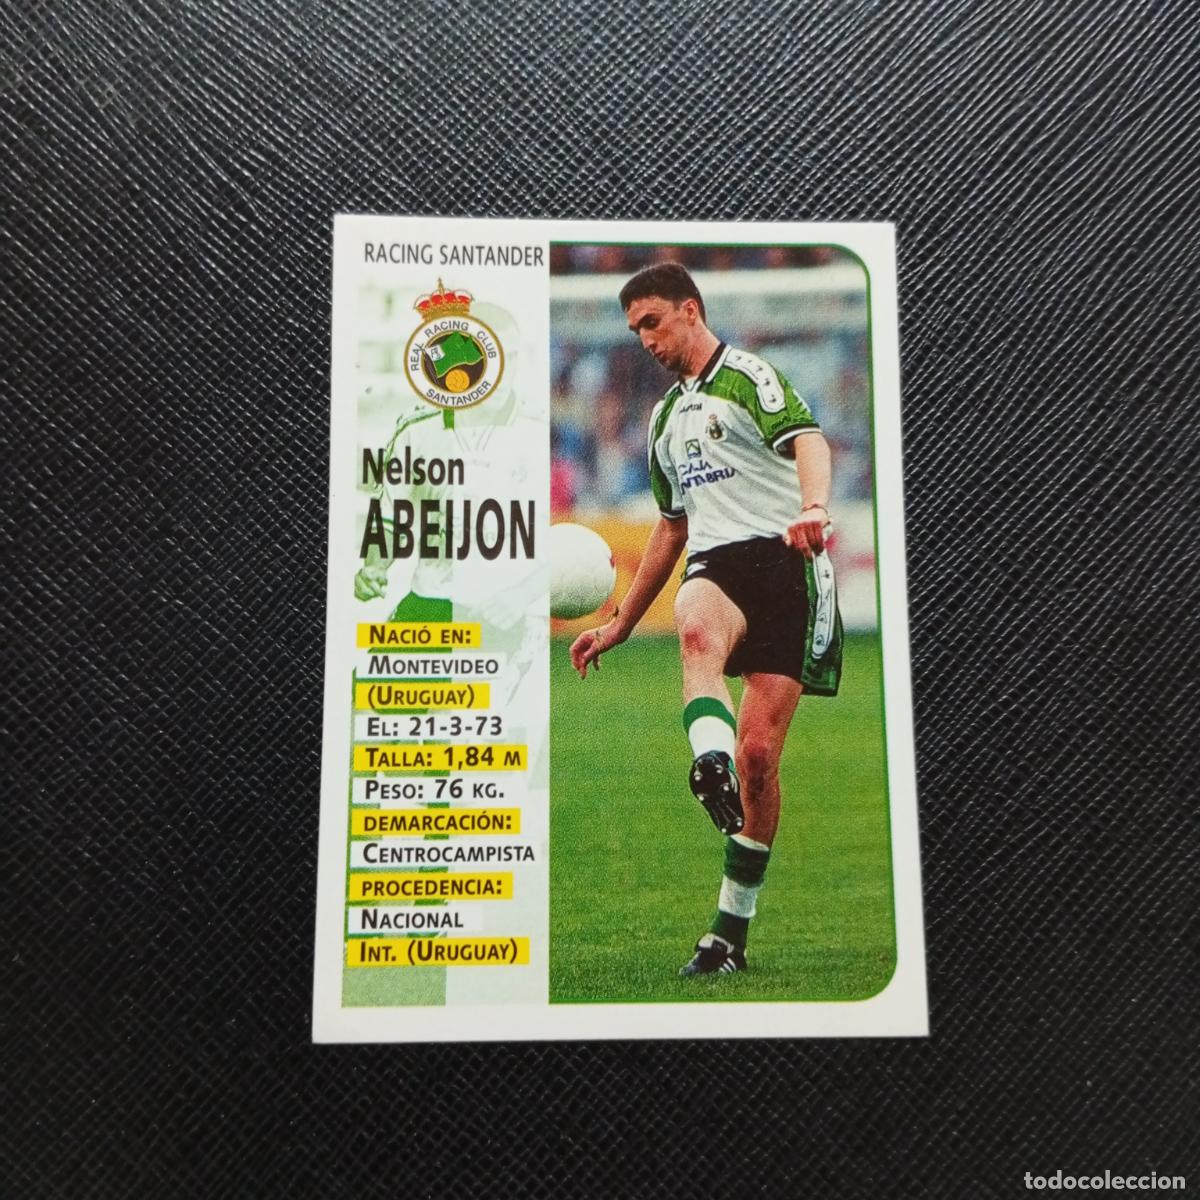 RACING SANTANDER
REAL RACING CLUB
SANTANDER
Nelson
ABEIJON
NACIÓ EN:
MONTEVIDEO
(URUGUAY)
EL: 21-3-73
TALLA: 1,84 M
PESO: 76 KG.
DEMARCACIÓN:
CENTROCAMPISTA
PROCEDENCIA:
NACIONAL
INT. (URUGUAY)
CAJA
todocoleccion